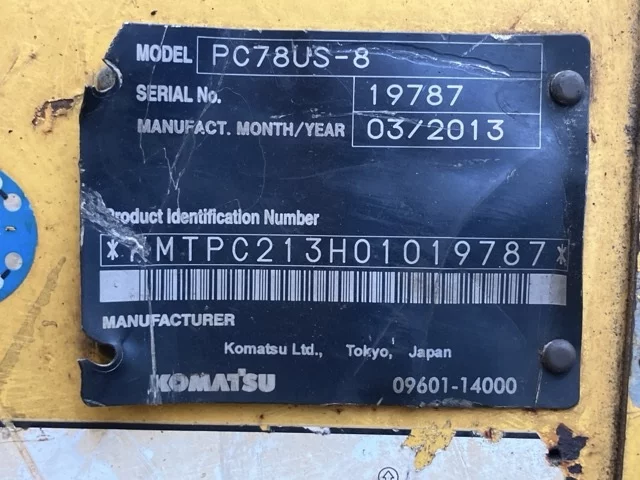 MODEL PC78US-8
SERIAL No. 19787
MANUFACT. MONTH/YEAR 03/2013
Product Identification Number
MTPC213H01019787*
MANUFACTURER
Komatsu Ltd., Tokyo, Japan
KOMATSU 09601-14000